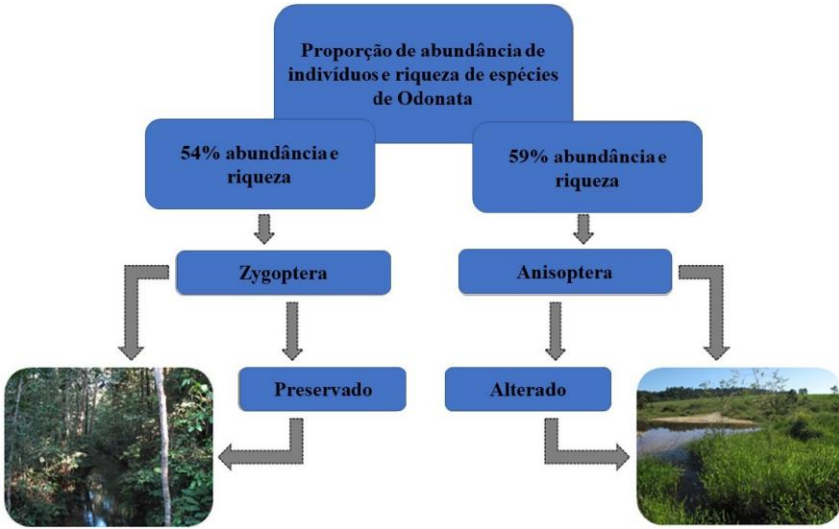 Proporção de abundância de
indivíduos e riqueza de espécies
de Odonata
54% abundância e
riqueza
59% abundância e
riqueza
Zygoptera
Anisoptera
Preservado
Alterado